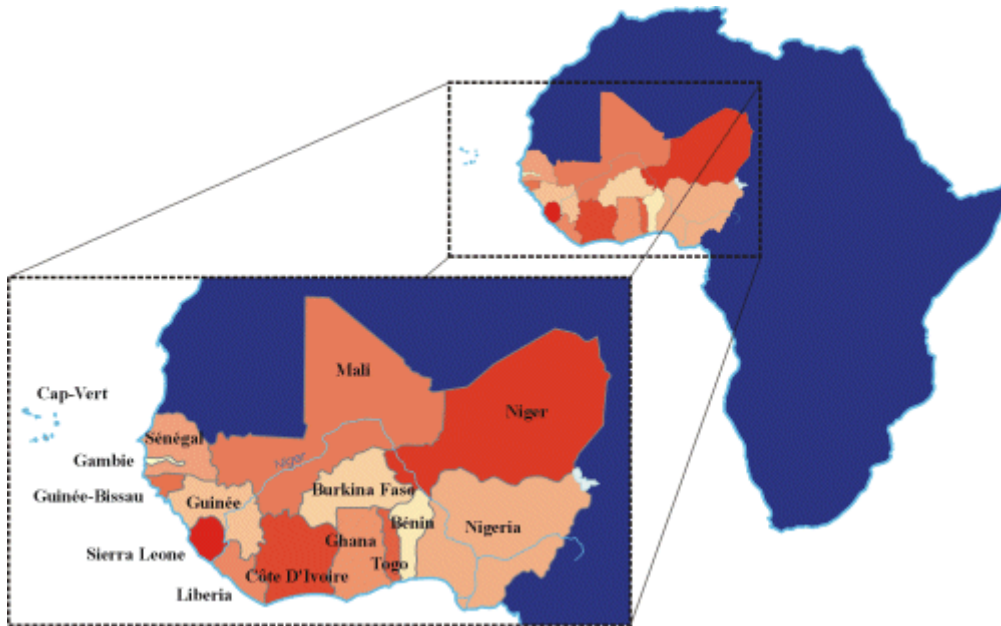 Mali
Cap-Vert
Niger
Sénégal
Gambie
Niger
Guinée-Bissau
Guinée
Burkina Faso
Bénin
Nigeria
Ghana
Sierra Leone
Togo
Côte D'Ivoire
Liberia